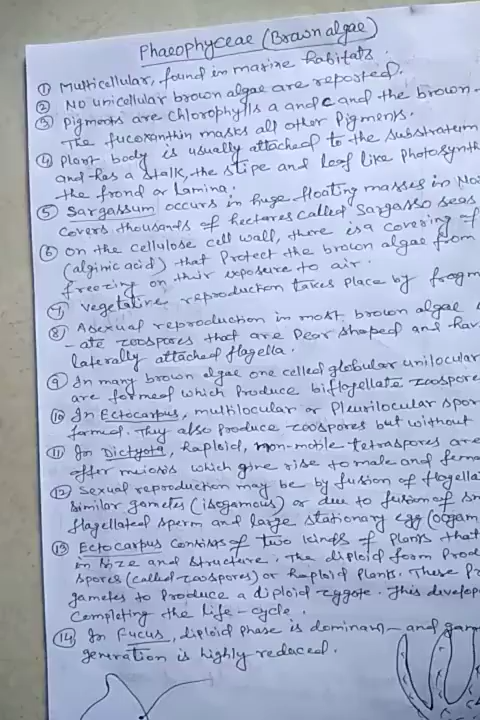 Phaeophyceae (Brown algae)
① Multicellular, found in marine habitats.
② No unicellular brown algae are reported.
③ Pigments are chlorophylls a and c and the brown-
The fucoxanthin masks all other Pigments.
④ Plant body is usually attached to the substratum
and has a stalk, the stipe and leaf like photosynth
the frond or lamina.
⑤ Sargassum occurs in huge floating masses in No
Covers thousands of hectares called Sargasso seas
⑥ On the cellulose cell wall, there is a covering of
(alginic acid) that Protect the brown algae from
freezing on their exposure to air.
⑦ Vegetative reproduction takes place by fragm
⑧ Asexual reproduction in most brown algae
-ate zoospores that are Pear shaped and hav
laterally attached flagella.
⑨ In many brown algae one celled globular unilocular
are formed which Produce biflagellate zoospore
⑩ In Ectocarpus, multilocular or Pleurilocular spor
formed. They also Produce zoospores but without
⑪ In Dictyota, haploid, non-motile tetraspores are
after meiosis which give rise to male and fema
⑫ Sexual reproduction may be by fusion of flagella
similar gametes (isogamous) or due to fusion of sm
flagellated sperm and large stationary egg (oogam
⑬ Ectocarpus consists of two kinds of plants that
in size and structure. The diploid form Prod
spores (called zoospores) or haploid Plants. These P
gametes to Produce a diploid zygote. This develop
Completing the life-cycle.
⑭ In Fucus, diploid phase is dominan- and gam
generation is highly reduced.